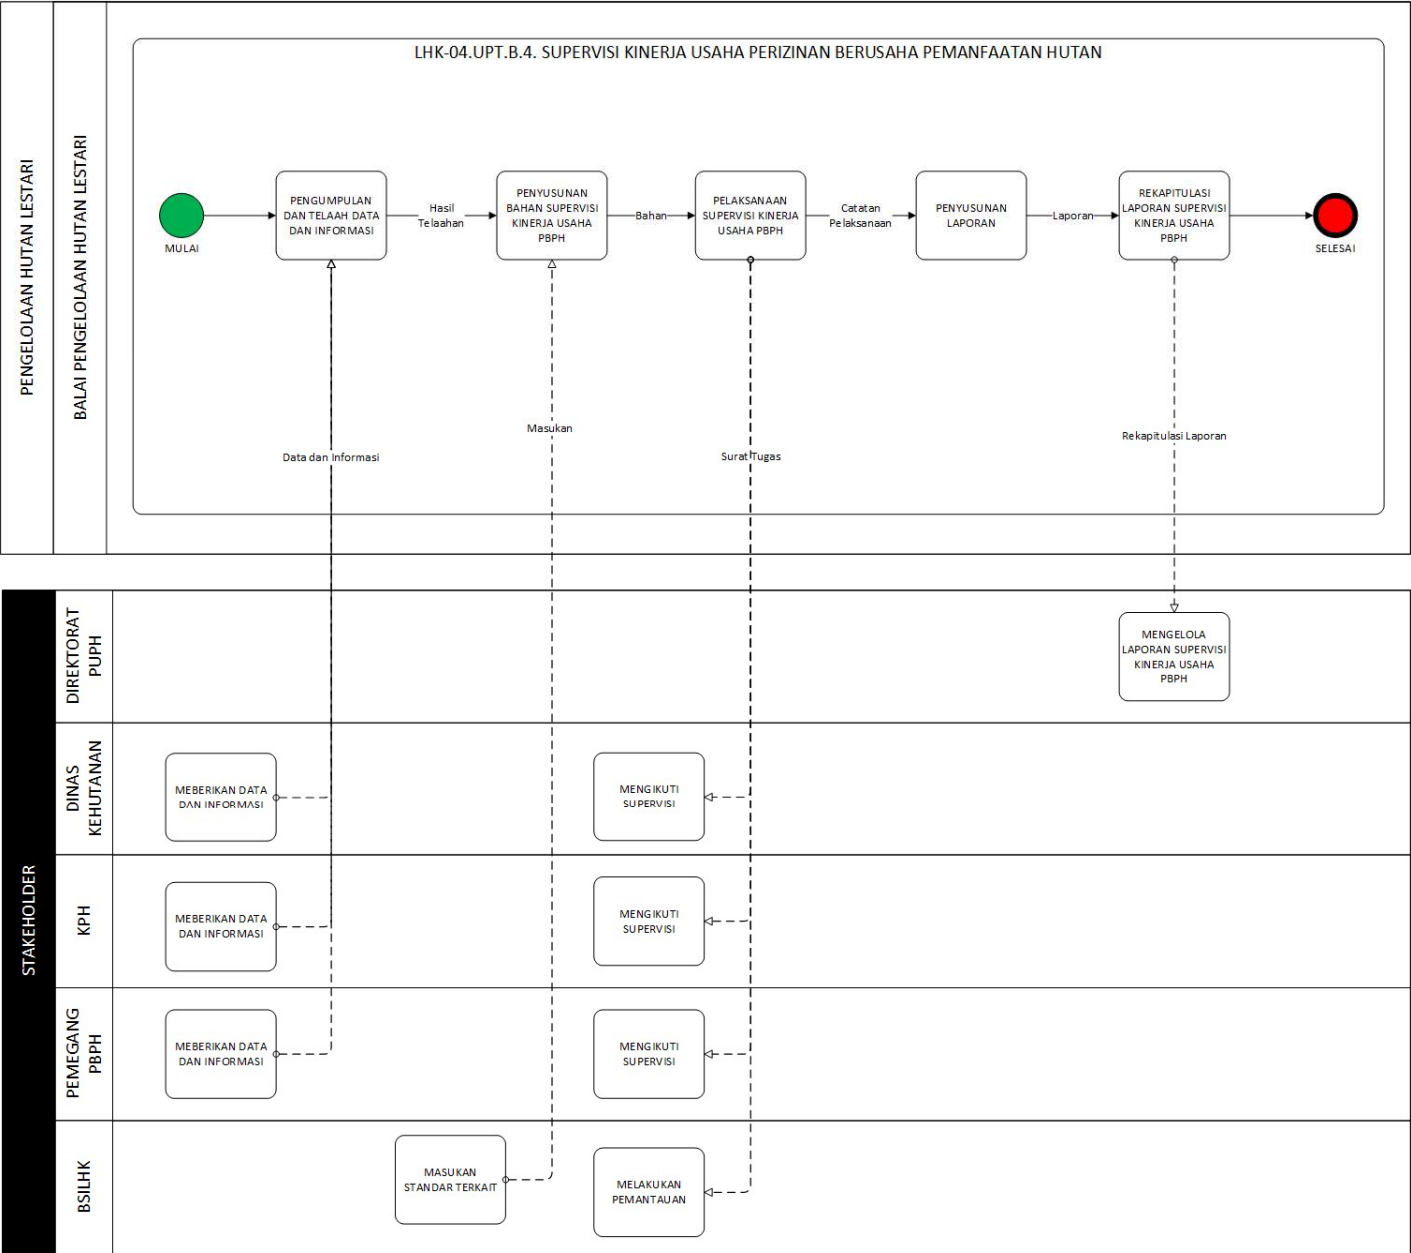 PENGELOLAAN HUTAN LESTARI
BALAI PENGELOLAAN HUTAN LESTARI
LHK-04.UPT.B.4. SUPERVISI KINERJA USAHA PERIZINAN BERUSAHA PEMANFAATAN HUTAN
MULAI
PENGUMPULAN
DAN TELAAH DATA
DAN INFORMASI
Hasil
Telaahan
PENYUSUNAN
BAHAN SUPERVISI
KINERJA USAHA
PBPH
Bahan
PELAKSANAAN
SUPERVISI KINERJA
USAHA PBPH
Catatan
Pelaksanaan
PENYUSUNAN
LAPORAN
Laporan
REKAPITULASI
LAPORAN SUPERVISI
KINERJA USAHA
PBPH
SELESAI
Data dan Informasi
Masukan
Surat Tugas
Rekapitulasi Laporan
STAKEHOLDER
DIREKTORAT
PUPH
MENGELOLA
LAPORAN SUPERVISI
KINERJA USAHA
PBPH
DINAS
KEHUTANAN
MEBERIKAN DATA
DAN INFORMASI
MENGIKUTI
SUPERVISI
KPH
MEBERIKAN DATA
DAN INFORMASI
MENGIKUTI
SUPERVISI
PEMEGANG
PBPH
MEBERIKAN DATA
DAN INFORMASI
MENGIKUTI
SUPERVISI
BSILHK
MASUKAN
STANDAR TERKAIT
MELAKUKAN
PEMANTAUAN